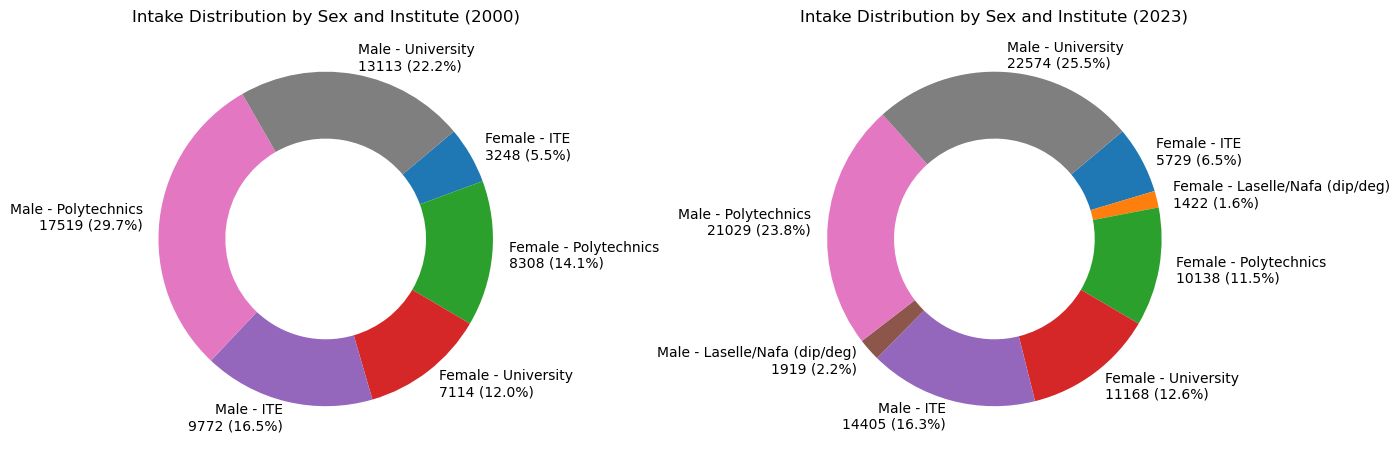 Intake Distribution by Sex and Institute (2000)
Male - University
13113 (22.2%)
Female - ITE
3248 (5.5%)
Male - Polytechnics
17519 (29.7%)
Female - Polytechnics
8308 (14.1%)
Female - University
7114 (12.0%)
Male - ITE
9772 (16.5%)
Intake Distribution by Sex and Institute (2023)
Male - University
22574 (25.5%)
Female - ITE
5729 (6.5%)
Female - Laselle/Nafa (dip/deg)
1422 (1.6%)
Male - Polytechnics
21029 (23.8%)
Female - Polytechnics
10138 (11.5%)
Male - Laselle/Nafa (dip/deg)
1919 (2.2%)
Female - University
11168 (12.6%)
Male - ITE
14405 (16.3%)